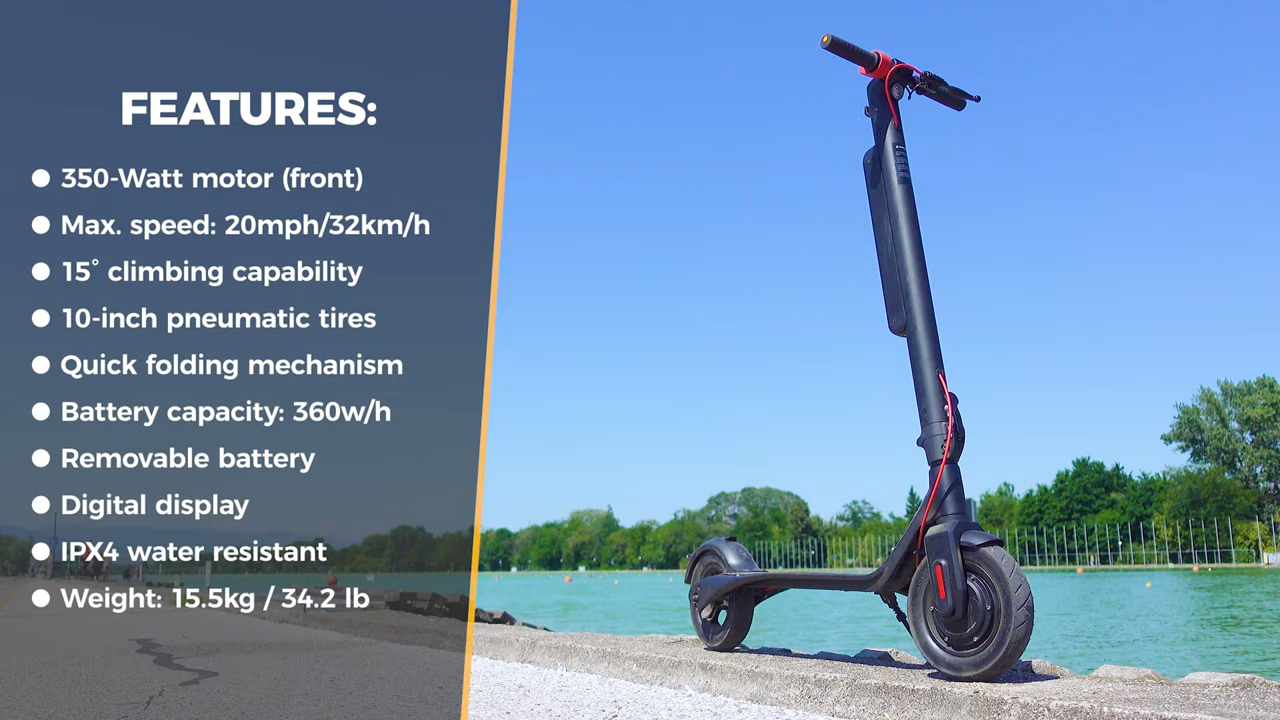 FEATURES:
350-Watt motor (front)
Max. speed: 20mph/32km/h
15° climbing capability
10-inch pneumatic tires
Quick folding mechanism
Battery capacity: 360w/h
Removable battery
Digital display
IPX4 water resistant
Weight: 15.5kg / 34.2 lb